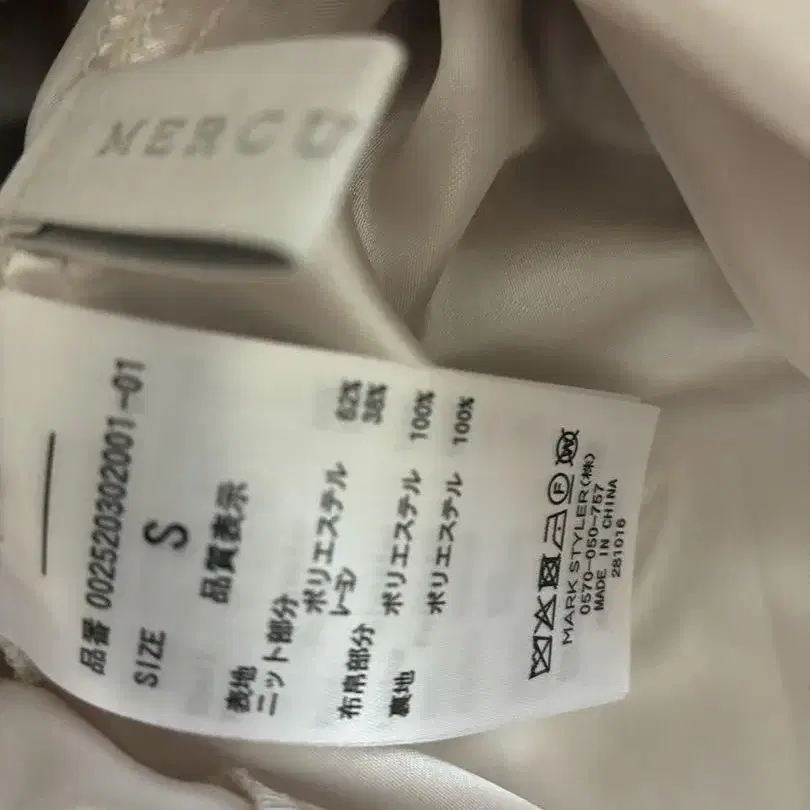 MERCU
品番 002520302001-01
SIZE S
品質表示
表地
ニット部分 ポリエステル 62%
レーヨン 38%
布帛部分 ポリエステル 100%
裏地 ポリエステル 100%
MARK STYLER(株)
0570-050-757
MADE IN CHINA
281016